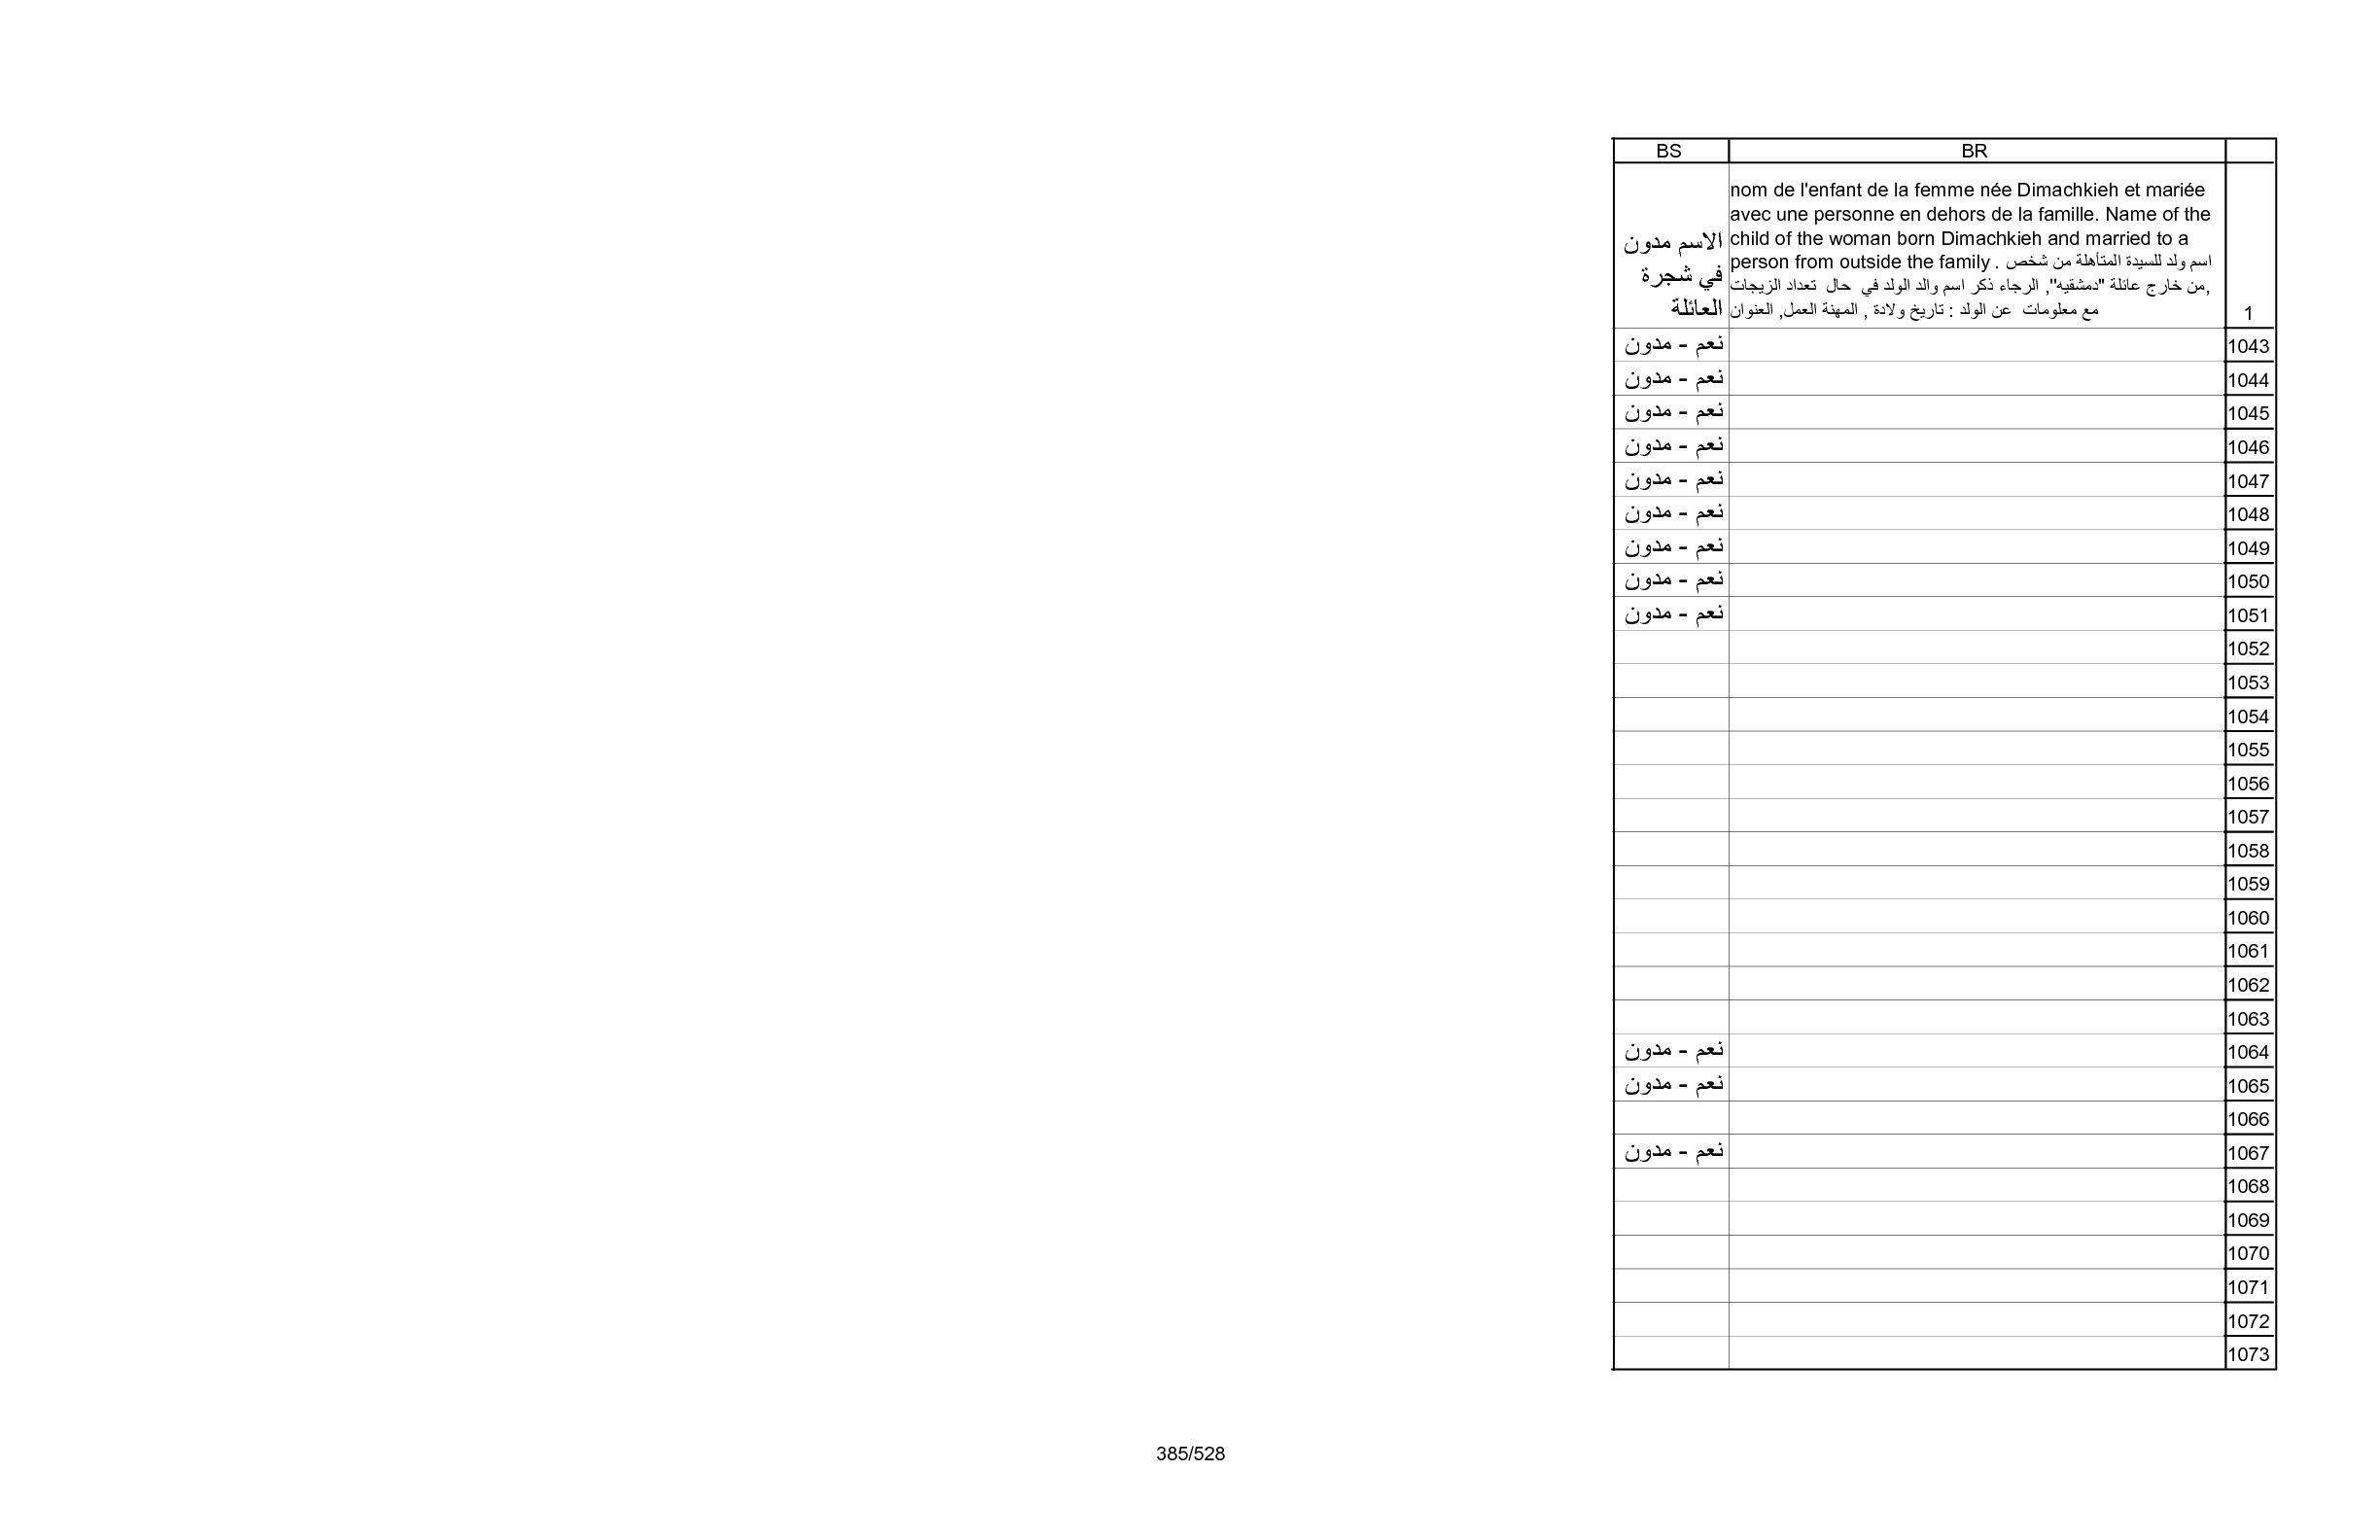 BS BR
nom de l'enfant de la femme née Dimachkieh et mariée
avec une personne en dehors de la famille. Name of the
child of the woman born Dimachkieh and married to a
person from outside the family . اسم ولد للسيدة المتأهلة من شخص
من خارج عائلة "دمشقيه", الرجاء ذكر اسم والد الولد في حال تعداد الزيجات,
مع معلومات عن الولد : تاريخ ولادة , المهنة العمل, العنوان
الاسم مدون
في شجرة
العائلة
1
نعم - مدون 1043
نعم - مدون 1044
نعم - مدون 1045
نعم - مدون 1046
نعم - مدون 1047
نعم - مدون 1048
نعم - مدون 1049
نعم - مدون 1050
نعم - مدون 1051
1052
1053
1054
1055
1056
1057
1058
1059
1060
1061
1062
1063
نعم - مدون 1064
نعم - مدون 1065
1066
نعم - مدون 1067
1068
1069
1070
1071
1072
1073
385/528